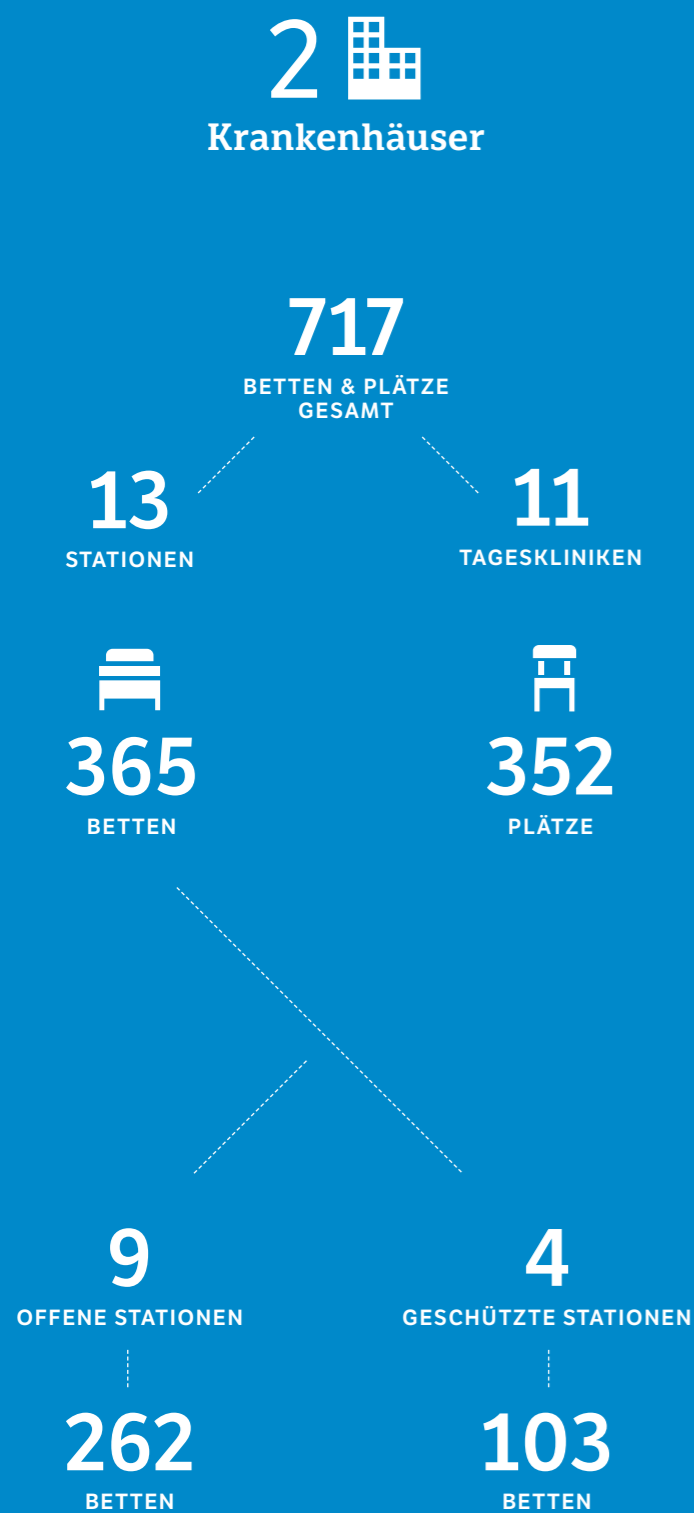 2
Krankenhäuser
717
BETTEN & PLÄTZE
GESAMT
13
STATIONEN
11
TAGESKLINIKEN
365
BETTEN
352
PLÄTZE
9
OFFENE STATIONEN
4
GESCHÜTZTE STATIONEN
262
BETTEN
103
BETTEN